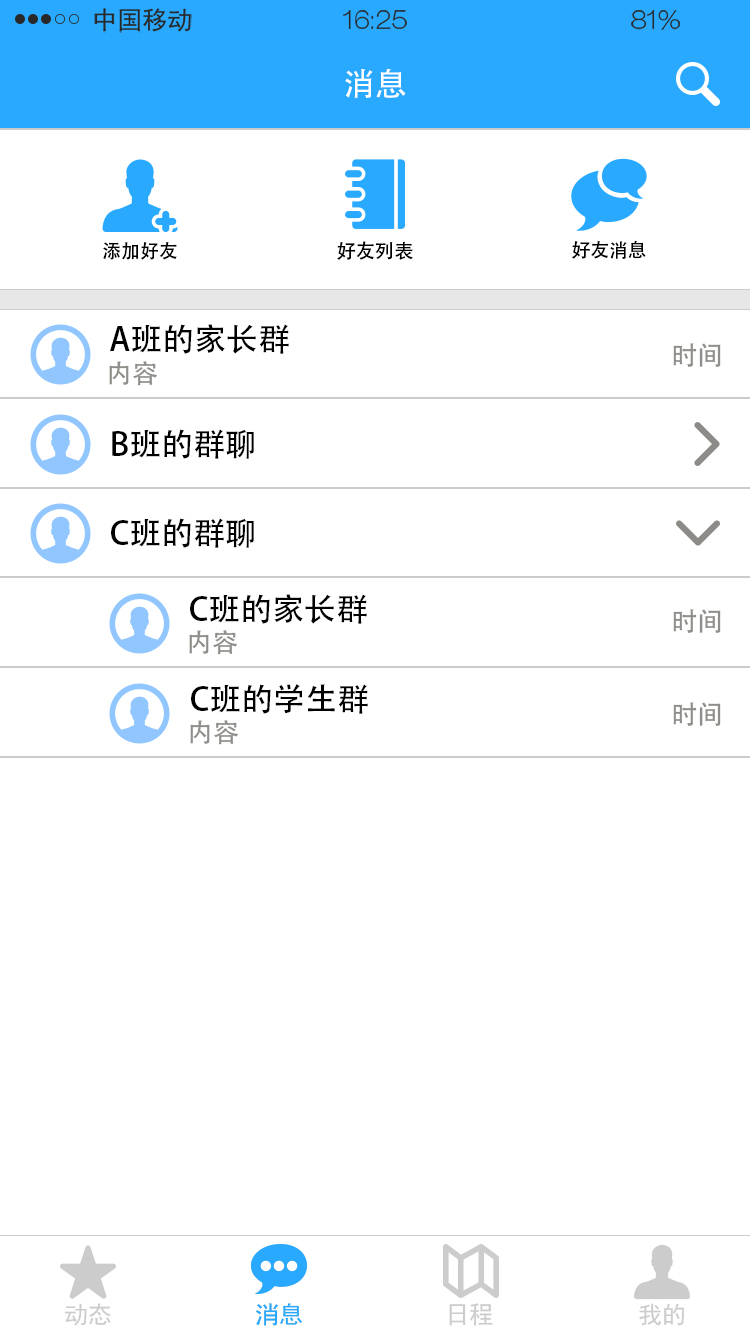 中国移动 16:25 81%
消息
添加好友 好友列表 好友消息
A班的家长群
内容 时间
B班的群聊
C班的群聊
C班的家长群
内容 时间
C班的学生群
内容 时间
动态 消息 日程 我的